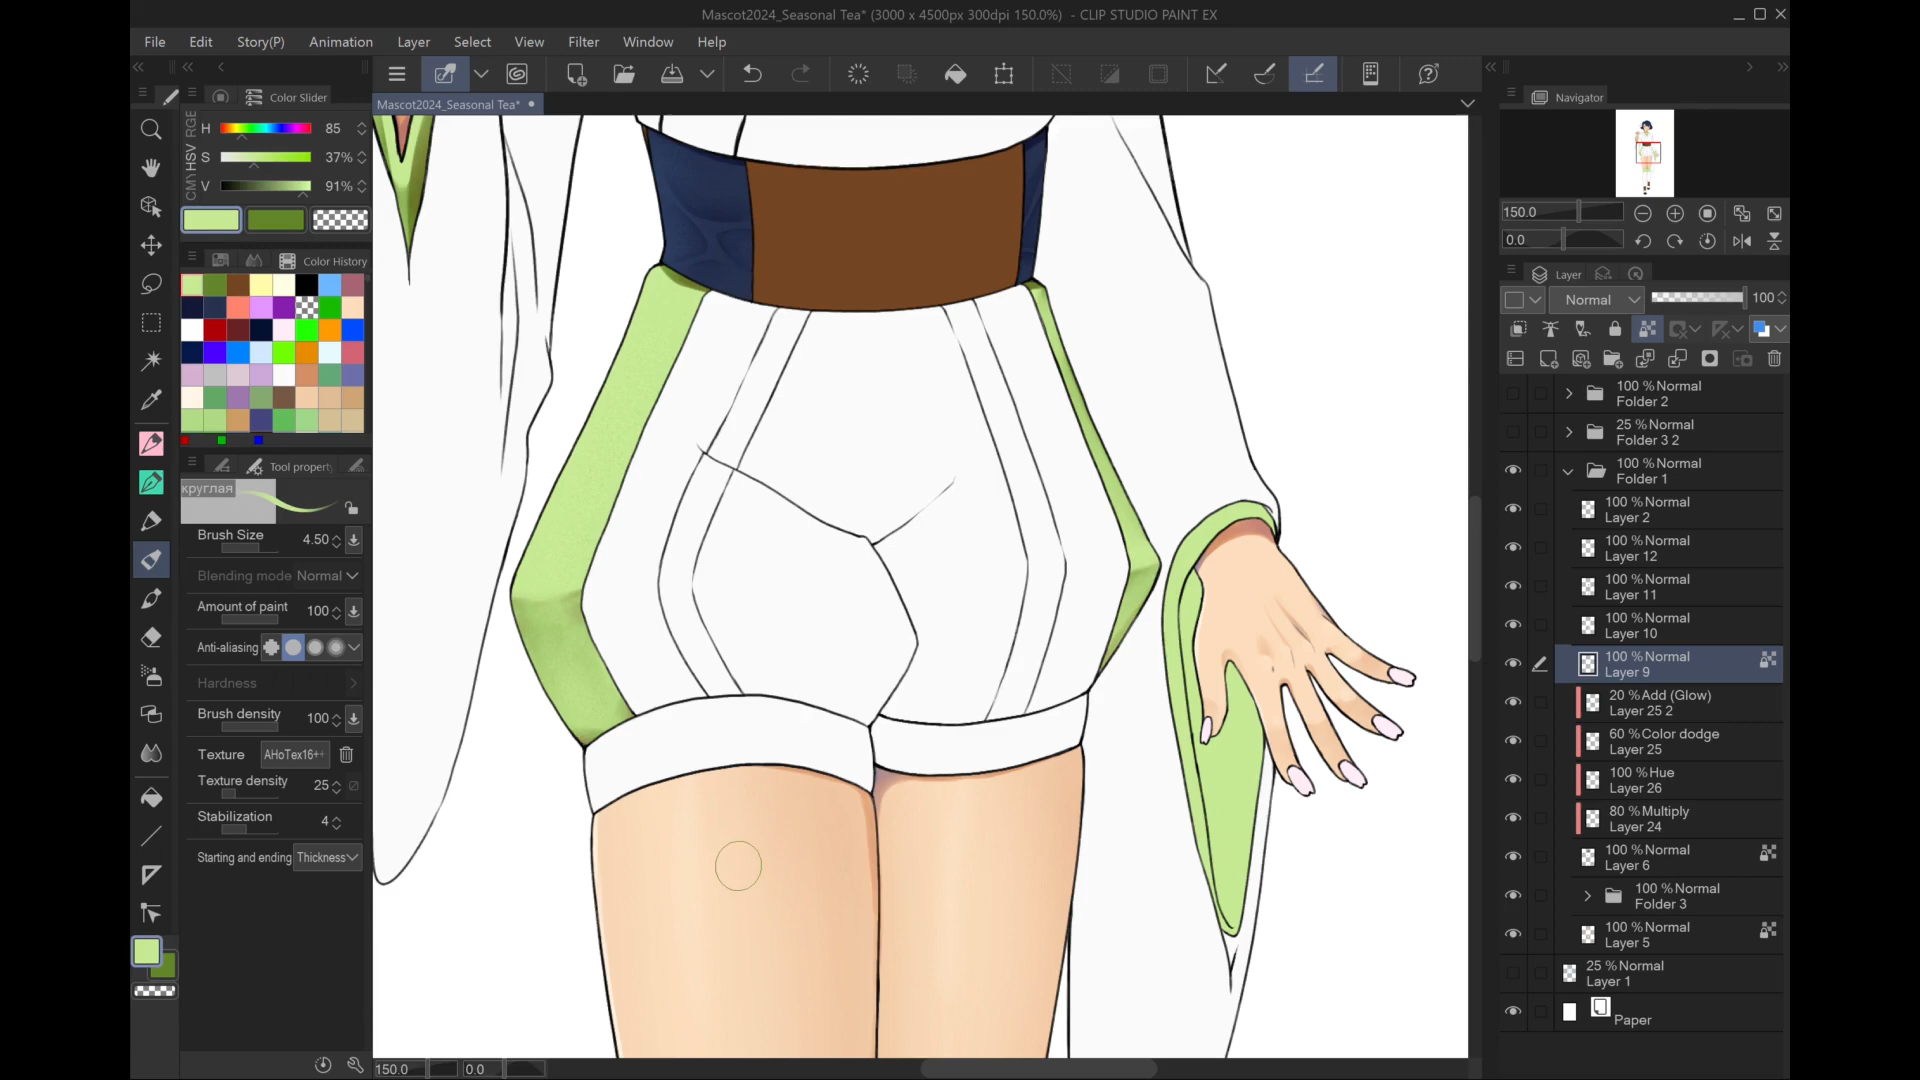 Mascot2024_Seasonal Tea* (3000 x 4500px 300dpi 150.0%) - CLIP STUDIO PAINT EX
File Edit Story(P) Animation Layer Select View Filter Window Help
Color Slider
Mascot2024_Seasonal Tea*
Navigator
RGE
HSV
CMY
H 85
S 37%
V 91%
150.0
0.0
Color History
Layer
Normal 100
Tool property
круглая
Brush Size 4.50
Blending mode Normal
Amount of paint 100
Anti-aliasing
Hardness
Brush density 100
Texture AHoTex16++
Texture density 25
Stabilization 4
Starting and ending Thickness
100 %Normal
Folder 2
25 %Normal
Folder 3 2
100 %Normal
Folder 1
100 %Normal
Layer 2
100 %Normal
Layer 12
100 %Normal
Layer 11
100 %Normal
Layer 10
100 %Normal
Layer 9
20 %Add (Glow)
Layer 25 2
60 %Color dodge
Layer 25
100 %Hue
Layer 26
80 %Multiply
Layer 24
100 %Normal
Layer 6
100 %Normal
Folder 3
100 %Normal
Layer 5
25 %Normal
Layer 1
Paper
150.0 0.0